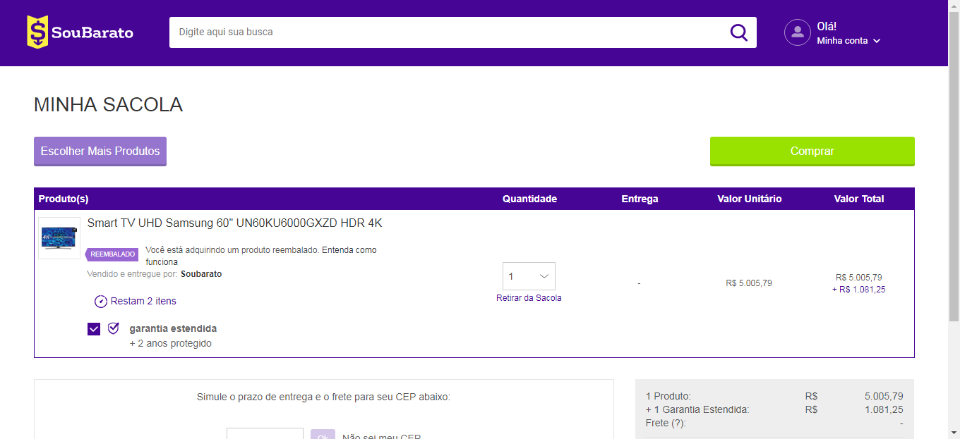 SouBarato
Digite aqui sua busca
Olá!
Minha conta
MINHA SACOLA
Escolher Mais Produtos
Comprar
Produto(s) Quantidade Entrega Valor Unitário Valor Total
Smart TV UHD Samsung 60" UN60KU6000GXZD HDR 4K
REEMBALADO Você está adquirindo um produto reembalado. Entenda como
funciona
Vendido e entregue por: Soubarato
1
Retirar da Sacola
-
R$ 5.005,79
R$ 5.005,79
+ R$ 1.081,25
Restam 2 itens
garantia estendida
+ 2 anos protegido
Simule o prazo de entrega e o frete para seu CEP abaixo:
Não sei meu CEP
1 Produto: R$ 5.005,79
+ 1 Garantia Estendida: R$ 1.081,25
Frete (?): -